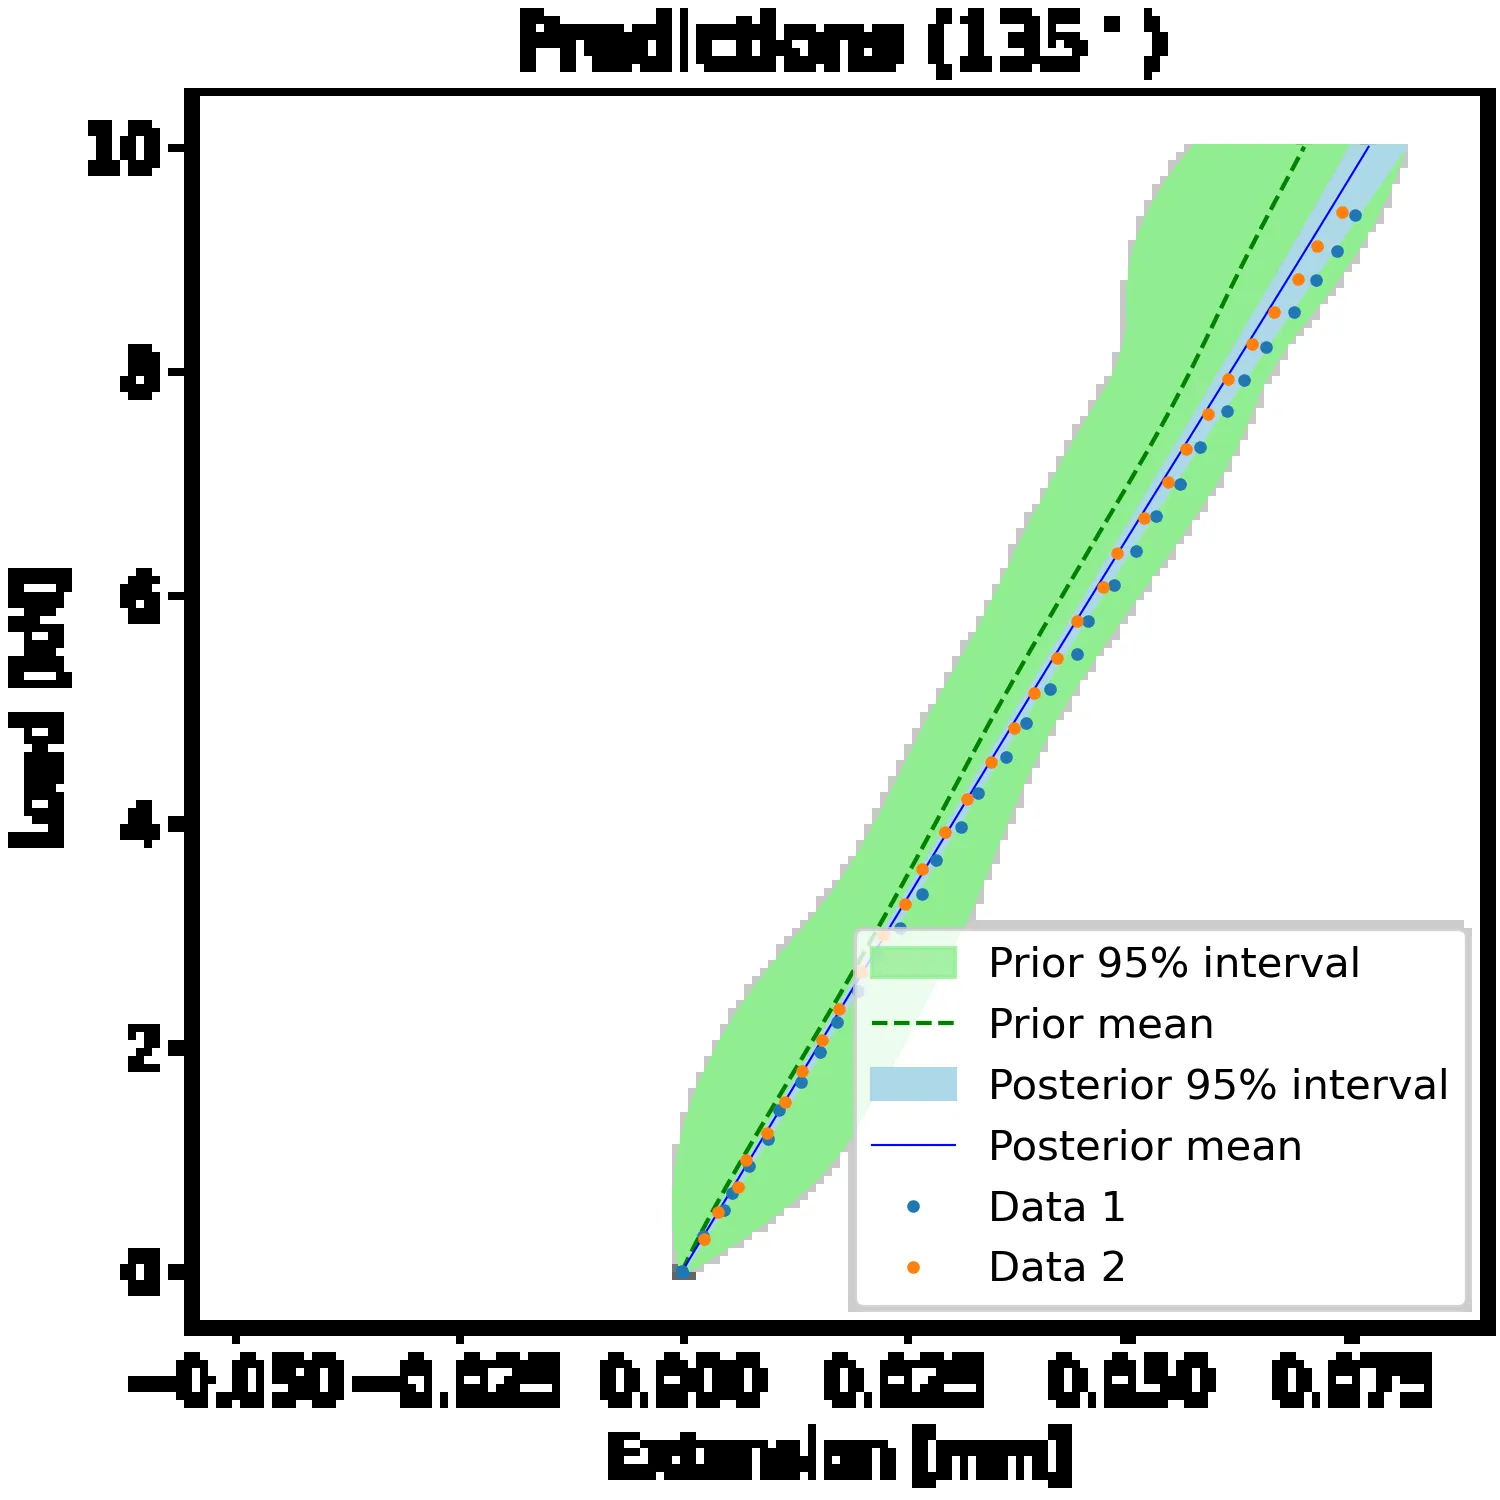 Predictions (135°)
10
8
6
4
2
0
Load [kN]
−0.050 −0.025 0.000 0.025 0.050 0.075
Extension [mm]
Prior 95% interval
Prior mean
Posterior 95% interval
Posterior mean
Data 1
Data 2